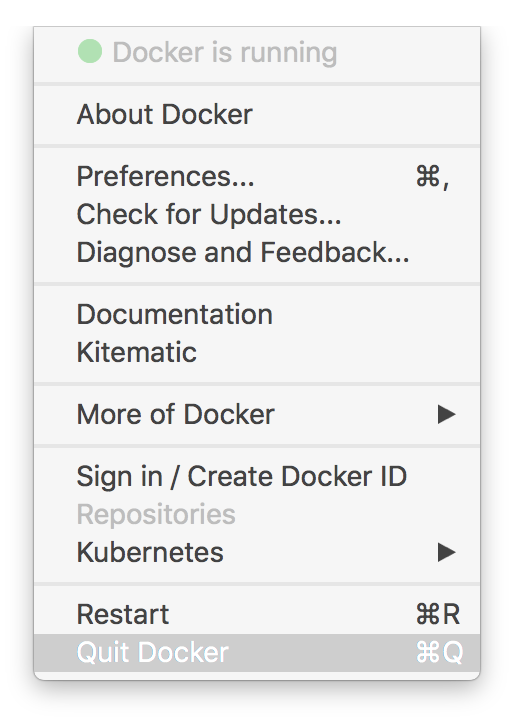 Docker is running
About Docker
Preferences... ⌘,
Check for Updates...
Diagnose and Feedback...
Documentation
Kitematic
More of Docker ▶
Sign in / Create Docker ID
Repositories
Kubernetes ▶
Restart ⌘R
Quit Docker ⌘Q